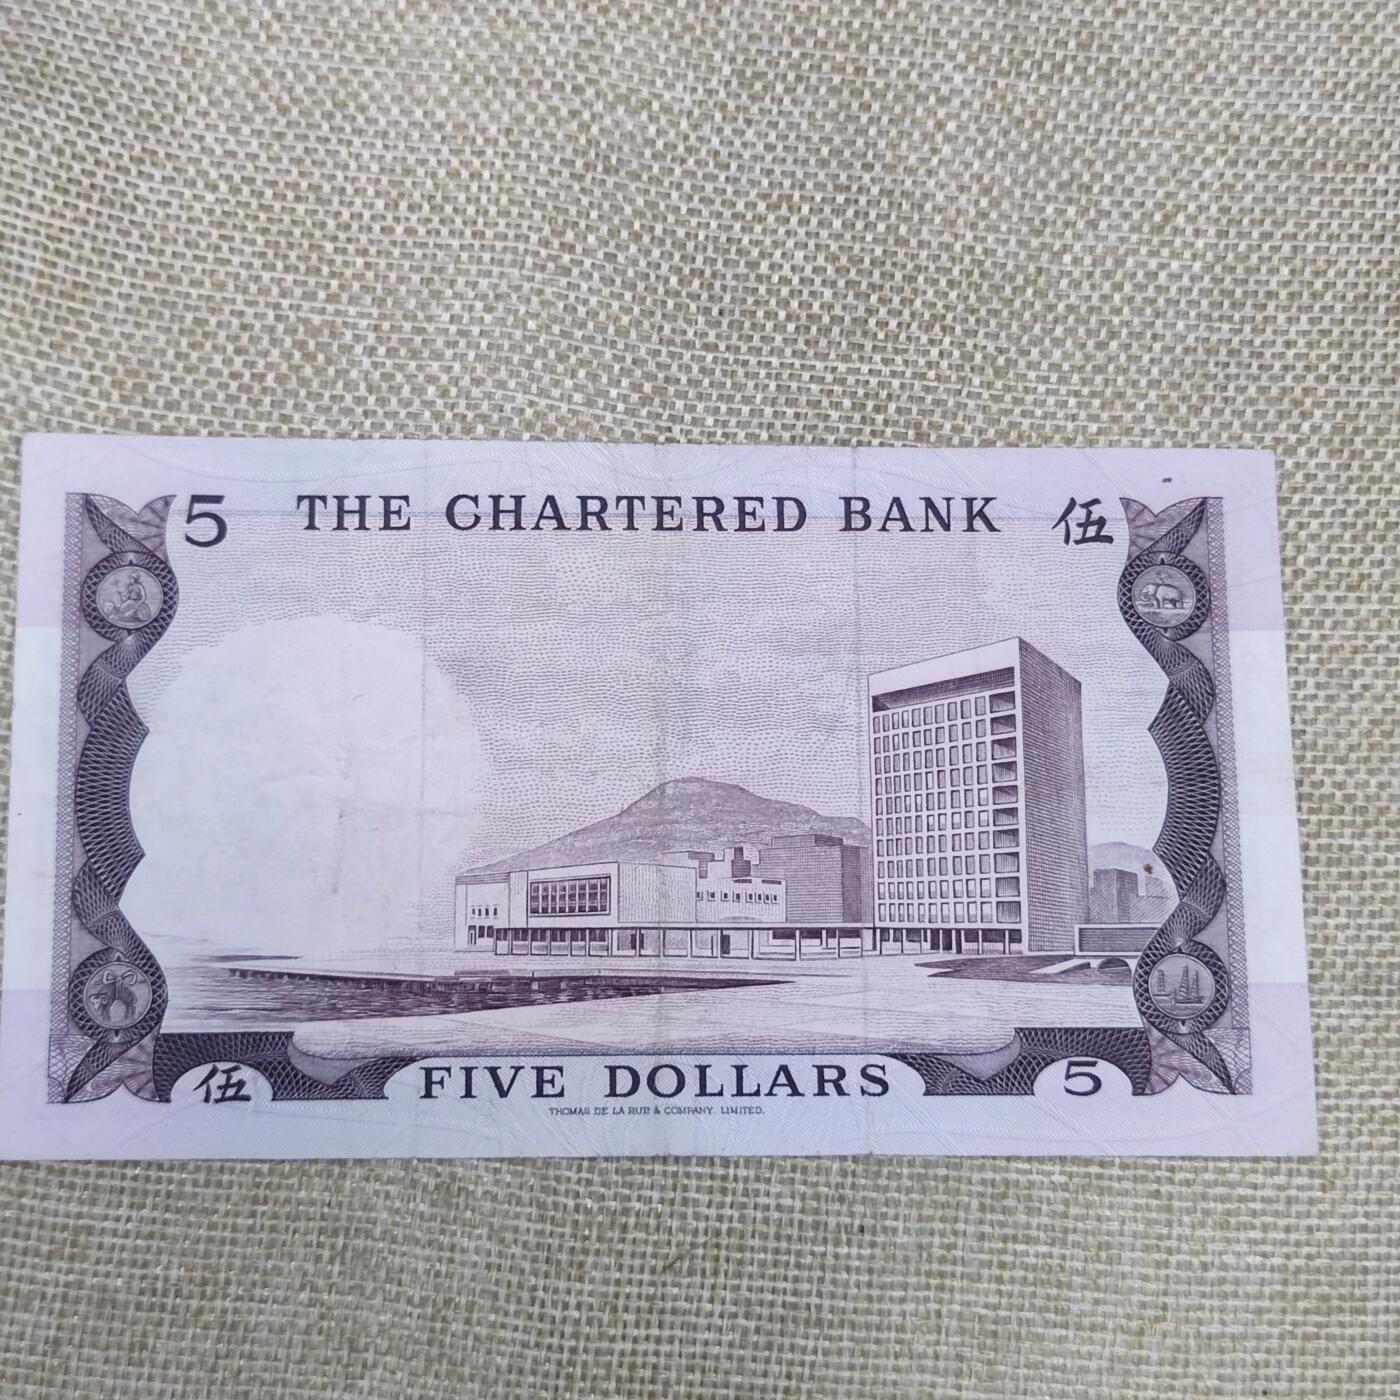 5 THE CHARTERED BANK 伍
伍 FIVE DOLLARS 5
THOMAS DE LA RUE & COMPANY, LIMITED.